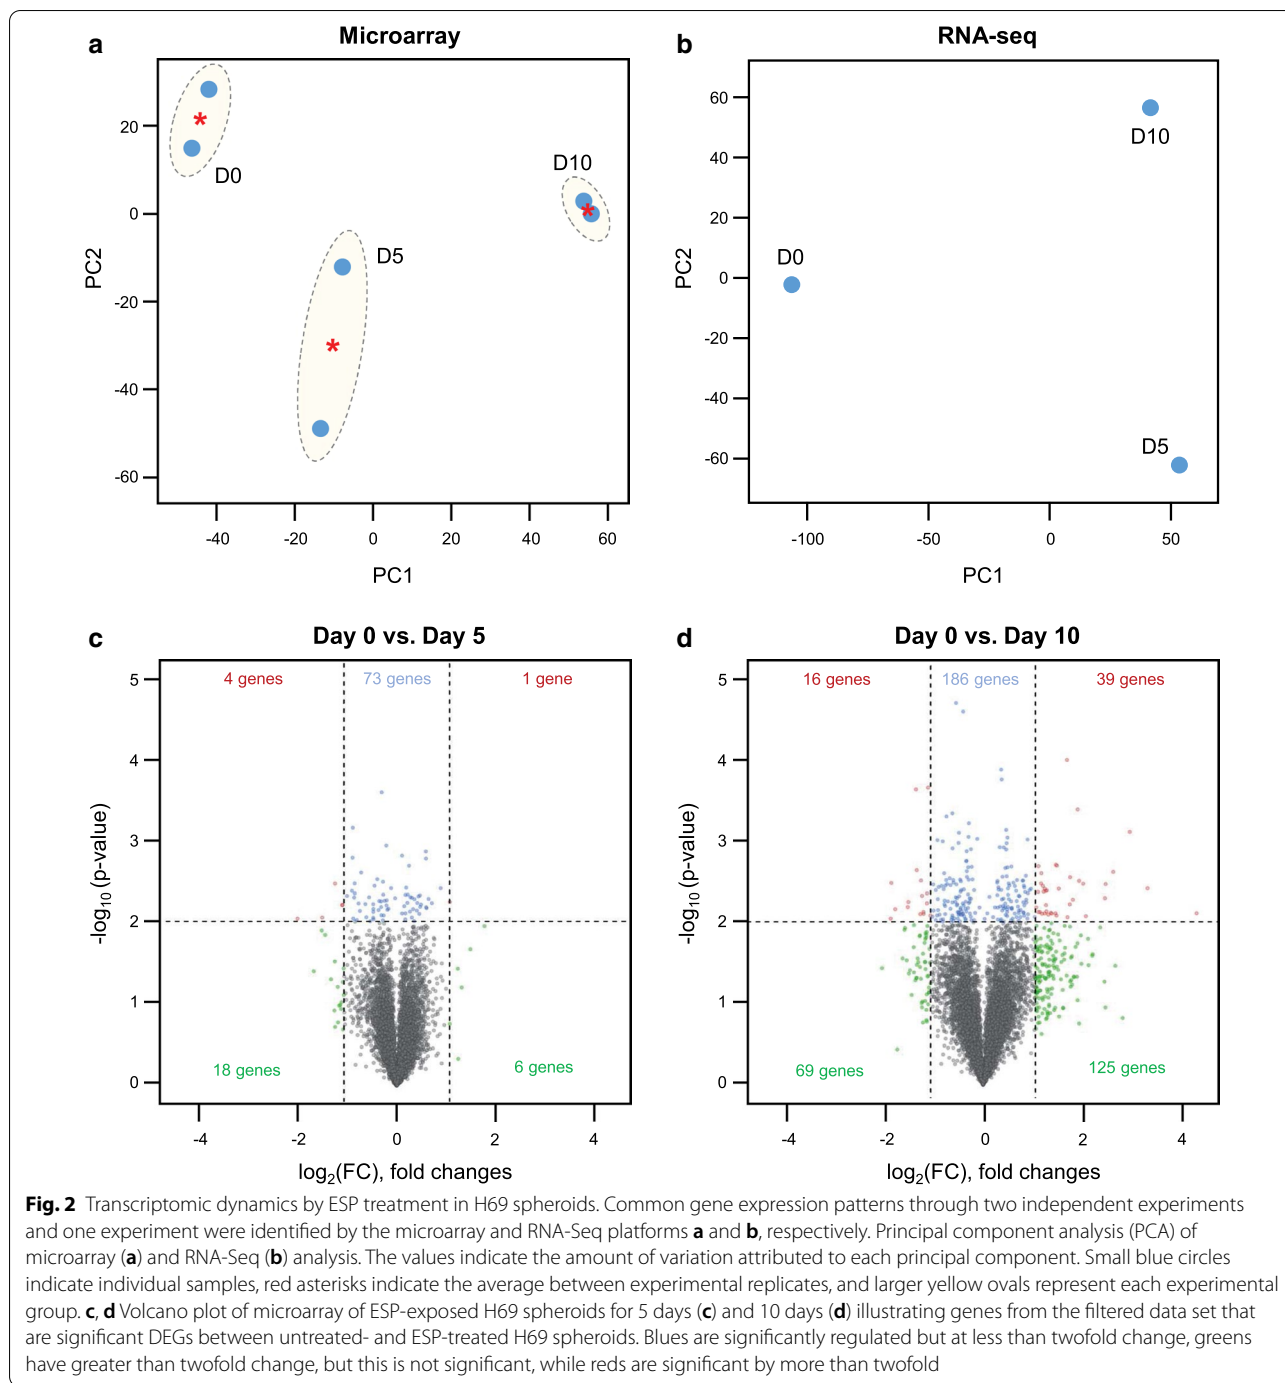 a
Microarray
20
0
-20
-40
-60
PC2
D0
D5
D10
-40 -20 0 20 40 60
PC1
b
RNA-seq
60
40
20
0
-20
-40
-60
PC2
D0
D10
D5
-100 -50 0 50
PC1
c
Day 0 vs. Day 5
4 genes 73 genes 1 gene
5
4
3
2
1
0
-log10(p-value)
18 genes 6 genes
-4 -2 0 2 4
log2(FC), fold changes
d
Day 0 vs. Day 10
16 genes 186 genes 39 genes
5
4
3
2
1
0
-log10(p-value)
69 genes 125 genes
-4 -2 0 2 4
log2(FC), fold changes
Fig. 2 Transcriptomic dynamics by ESP treatment in H69 spheroids. Common gene expression patterns through two independent experiments
and one experiment were identified by the microarray and RNA-Seq platforms a and b, respectively. Principal component analysis (PCA) of
microarray (a) and RNA-Seq (b) analysis. The values indicate the amount of variation attributed to each principal component. Small blue circles
indicate individual samples, red asterisks indicate the average between experimental replicates, and larger yellow ovals represent each experimental
group. c, d Volcano plot of microarray of ESP-exposed H69 spheroids for 5 days (c) and 10 days (d) illustrating genes from the filtered data set that
are significant DEGs between untreated- and ESP-treated H69 spheroids. Blues are significantly regulated but at less than twofold change, greens
have greater than twofold change, but this is not significant, while reds are significant by more than twofold